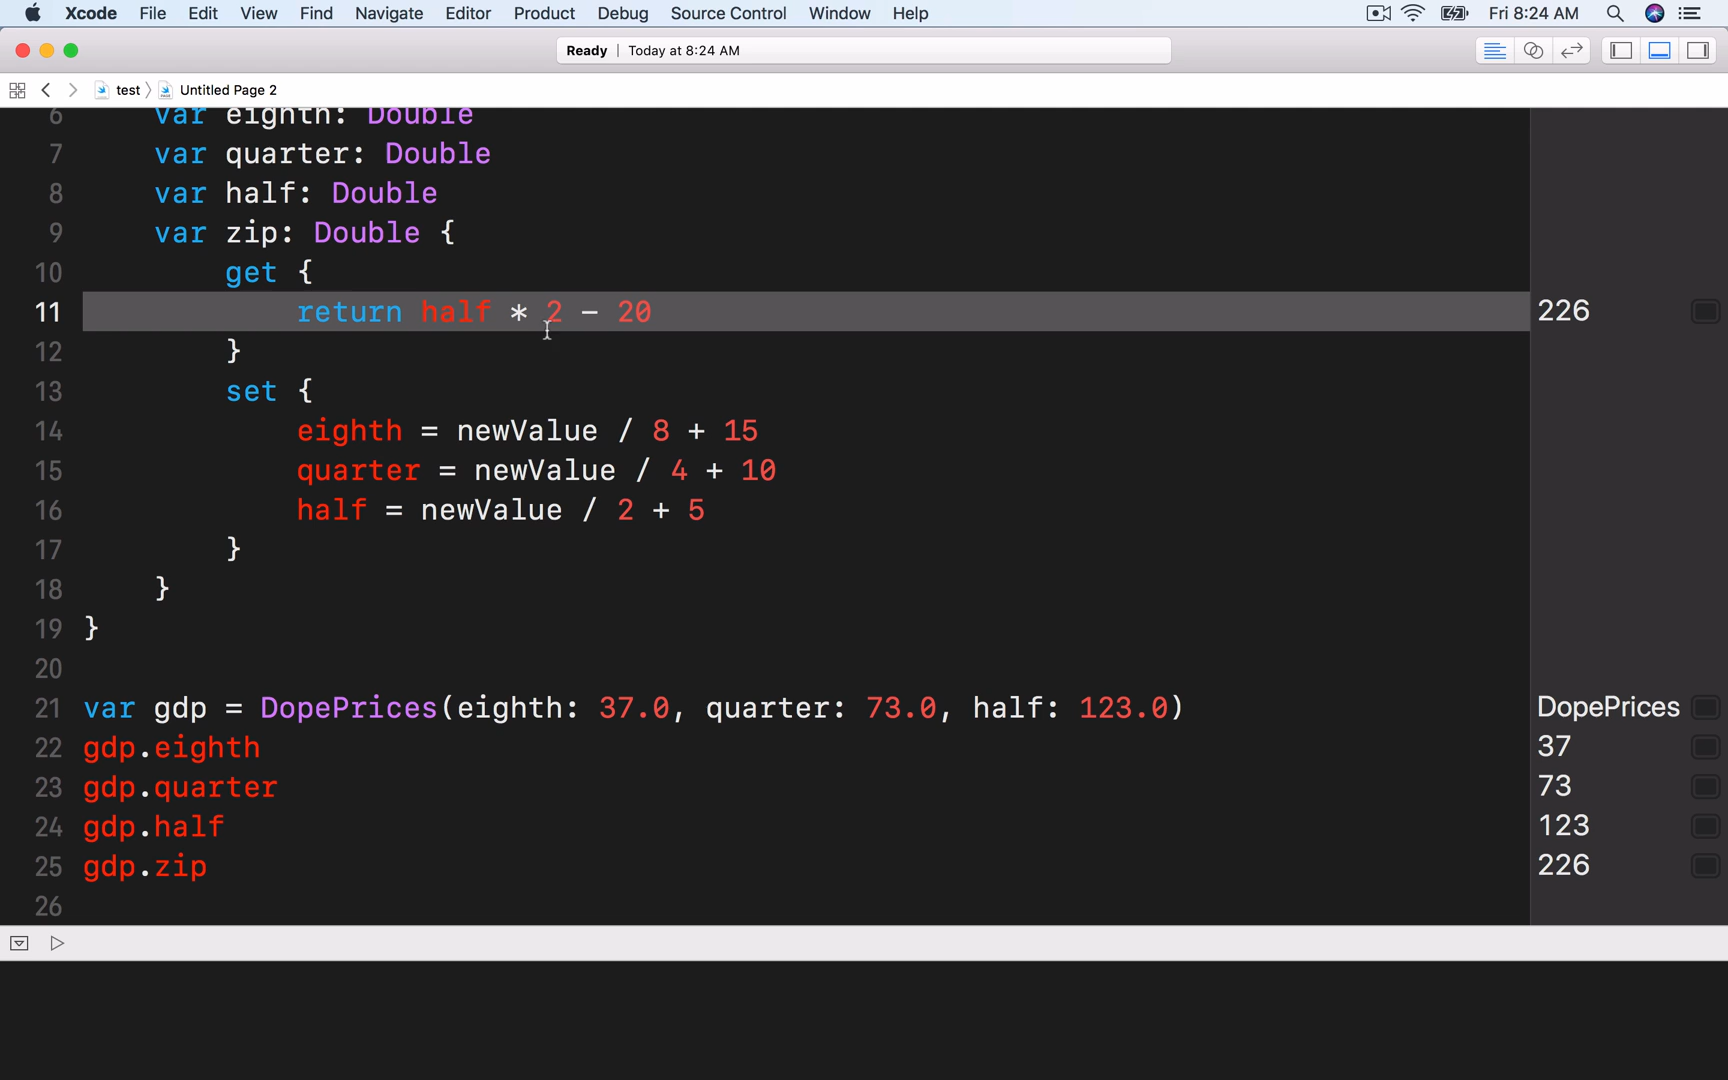 Xcode File Edit View Find Navigate Editor Product Debug Source Control Window Help Fri 8:24 AM
Ready | Today at 8:24 AM
test 〉 Untitled Page 2
6 var eighth: Double
7 var quarter: Double
8 var half: Double
9 var zip: Double {
10 get {
11 return half * 2 - 20 226
12 }
13 set {
14 eighth = newValue / 8 + 15
15 quarter = newValue / 4 + 10
16 half = newValue / 2 + 5
17 }
18 }
19 }
20
21 var gdp = DopePrices(eighth: 37.0, quarter: 73.0, half: 123.0) DopePrices
22 gdp.eighth 37
23 gdp.quarter 73
24 gdp.half 123
25 gdp.zip 226
26